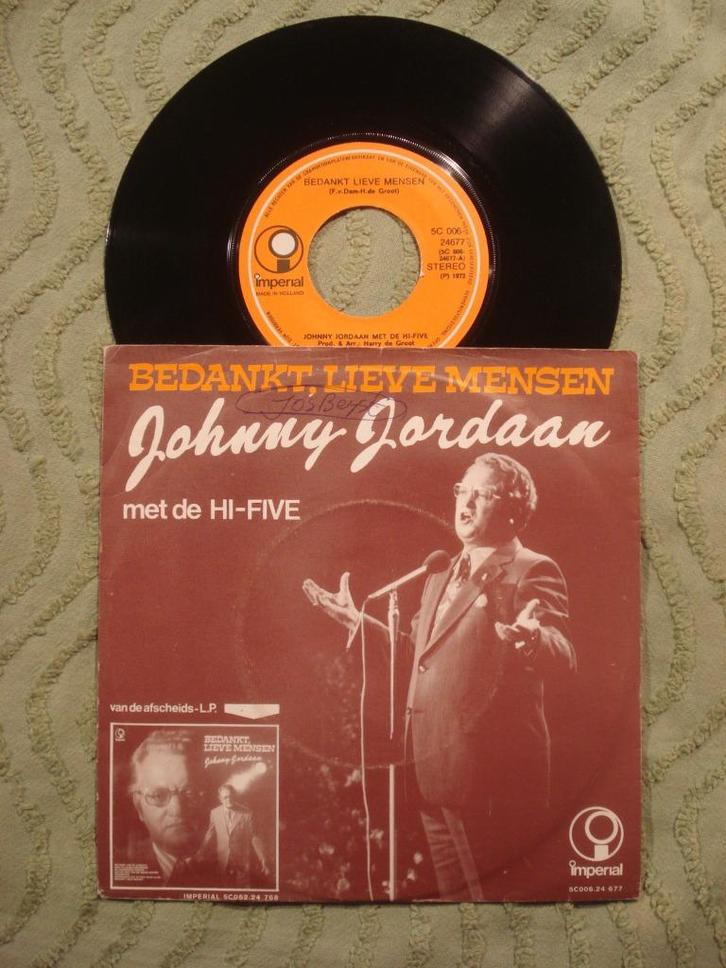 BEDANKT LIEVE MENSEN
(F.v.Dam-H.de Groot)
5C 006-
24677
(5C 006-
24677-A)
STEREO
(P) 1972
imperial
MADE IN HOLLAND
JOHNNY JORDAAN MET DE HI-FIVE
Prod. & Arr.: Harry de Groot
BEDANKT, LIEVE MENSEN
Johnny Jordaan
met de HI-FIVE
van de afscheids-L.P.
BEDANKT,
LIEVE MENSEN
Johnny Jordaan
IMPERIAL 5C052.24 768
imperial
5C006.24 677